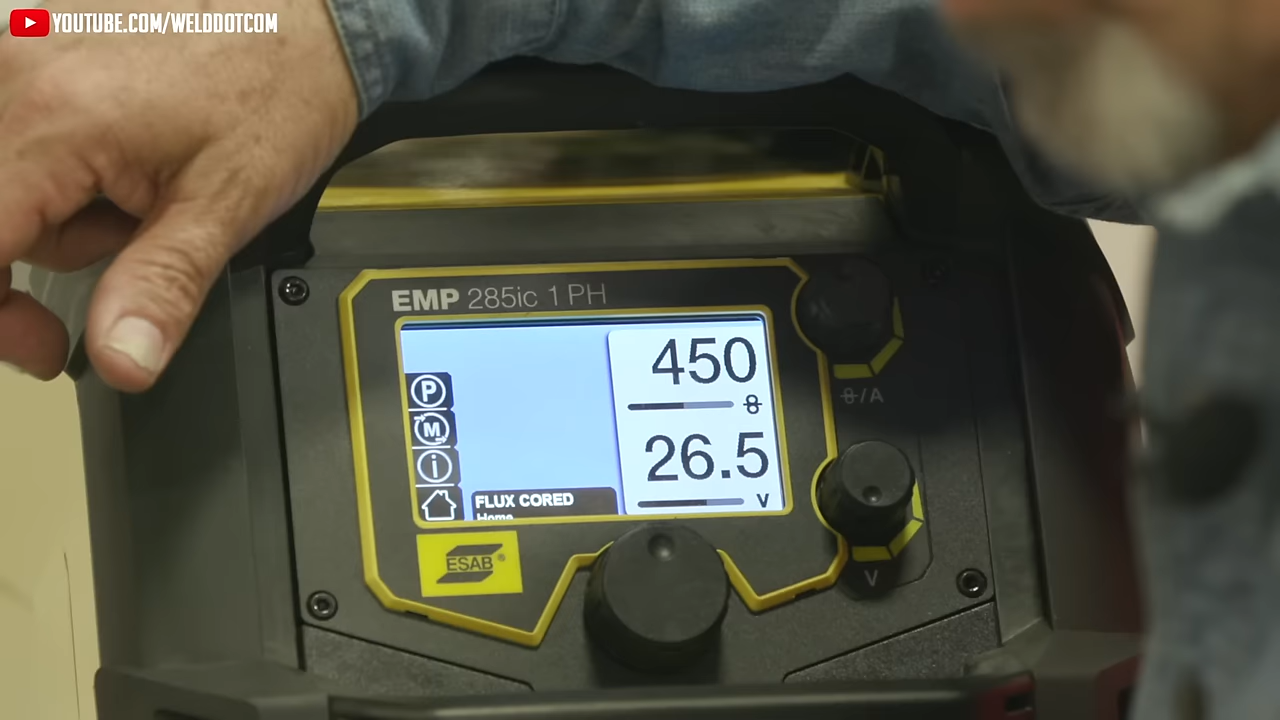 YOUTUBE.COM/WELDDOTCOM
EMP 285ic 1 PH
450
26.5
V
P
M
i
FLUX CORED
Home
ESAB®
/A
V